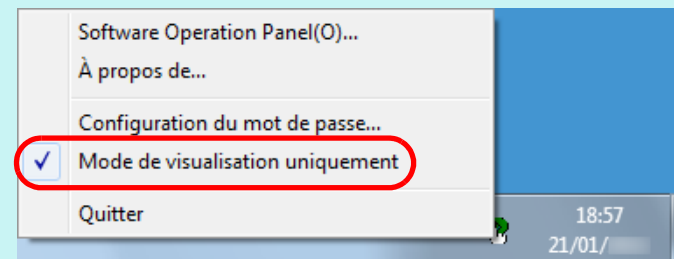 Software Operation Panel(O)...
À propos de...
Configuration du mot de passe...
Mode de visualisation uniquement
Quitter
18:57
21/01/